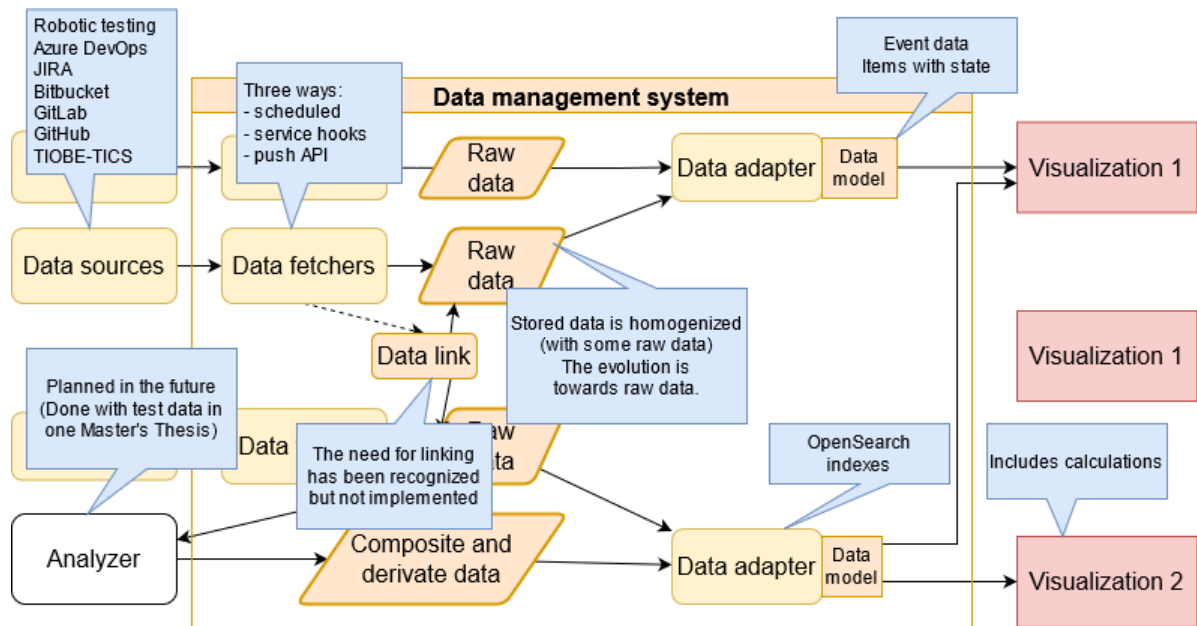 Robotic testing
Azure DevOps
JIRA
Bitbucket
GitLab
GitHub
TIOBE-TICS
Three ways:
- scheduled
- service hooks
- push API
Data management system
Event data
Items with state
Raw
data
Data adapter
Data
model
Visualization 1
Data sources
Data fetchers
Raw
data
Stored data is homogenized
(with some raw data)
The evolution is
towards raw data.
Data link
Visualization 1
Planned in the future
(Done with test data in
one Master's Thesis)
Data
Raw
data
The need for linking
has been recognized
but not implemented
OpenSearch
indexes
Includes calculations
Analyzer
Composite and
derivate data
Data adapter
Data
model
Visualization 2